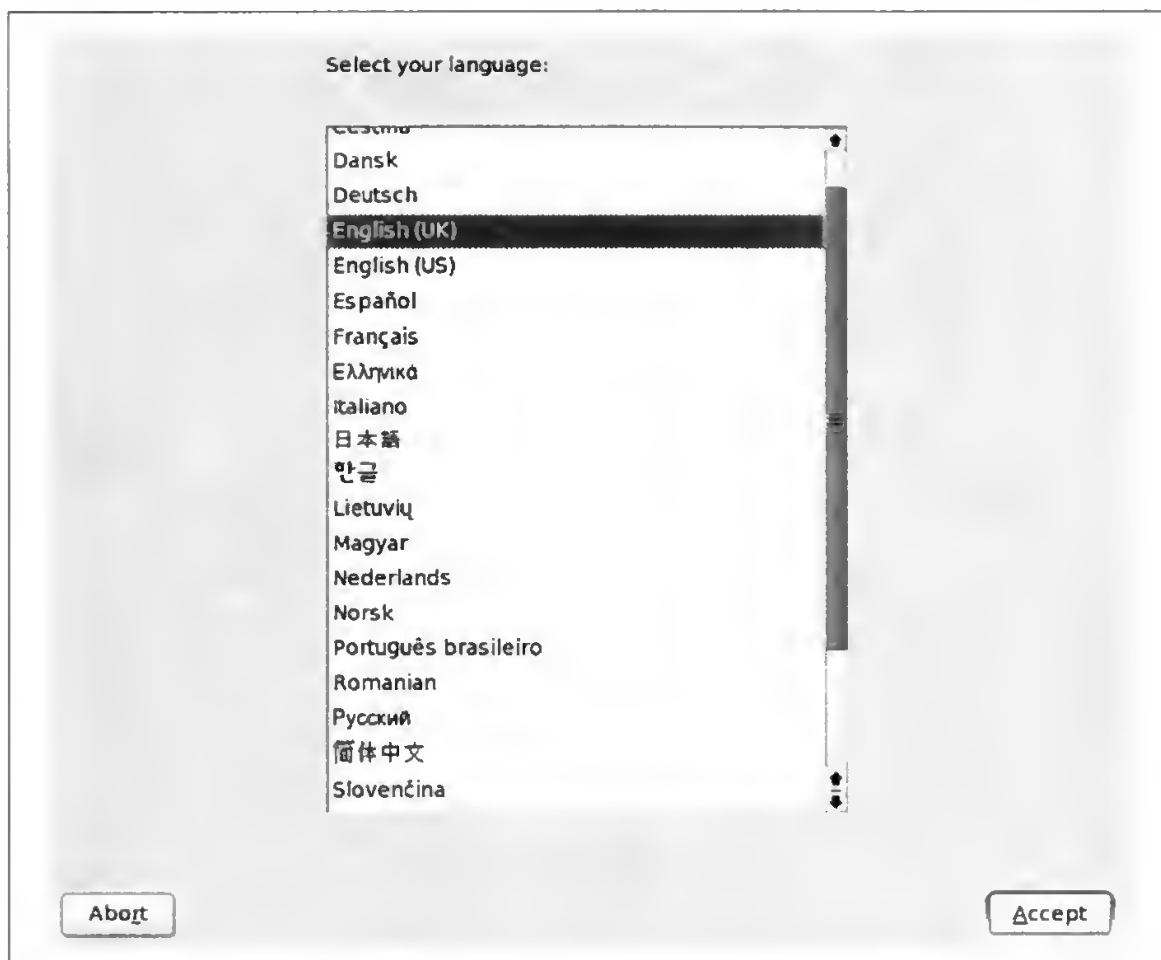 Select your language:
Dansk
Deutsch
English (UK)
English (US)
Español
Français
Ελληνικά
Italiano
日本語
한글
Lietuvių
Magyar
Nederlands
Norsk
Português brasileiro
Romanian
Русский
简体中文
Slovenčina
Abort
Accept